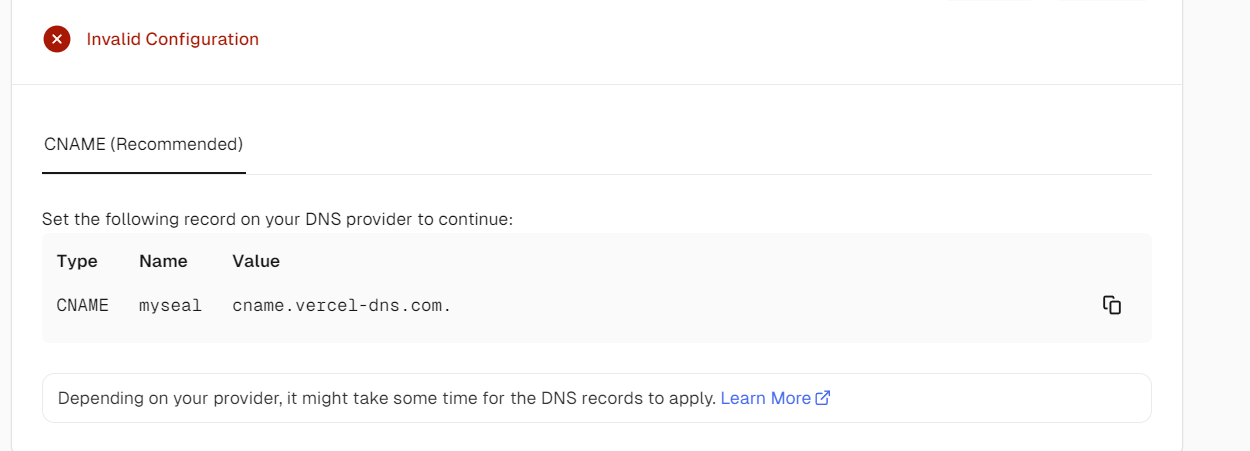 Invalid Configuration
CNAME (Recommended)
Set the following record on your DNS provider to continue:
Type Name Value
CNAME myseal cname.vercel-dns.com.
Depending on your provider, it might take some time for the DNS records to apply. Learn More